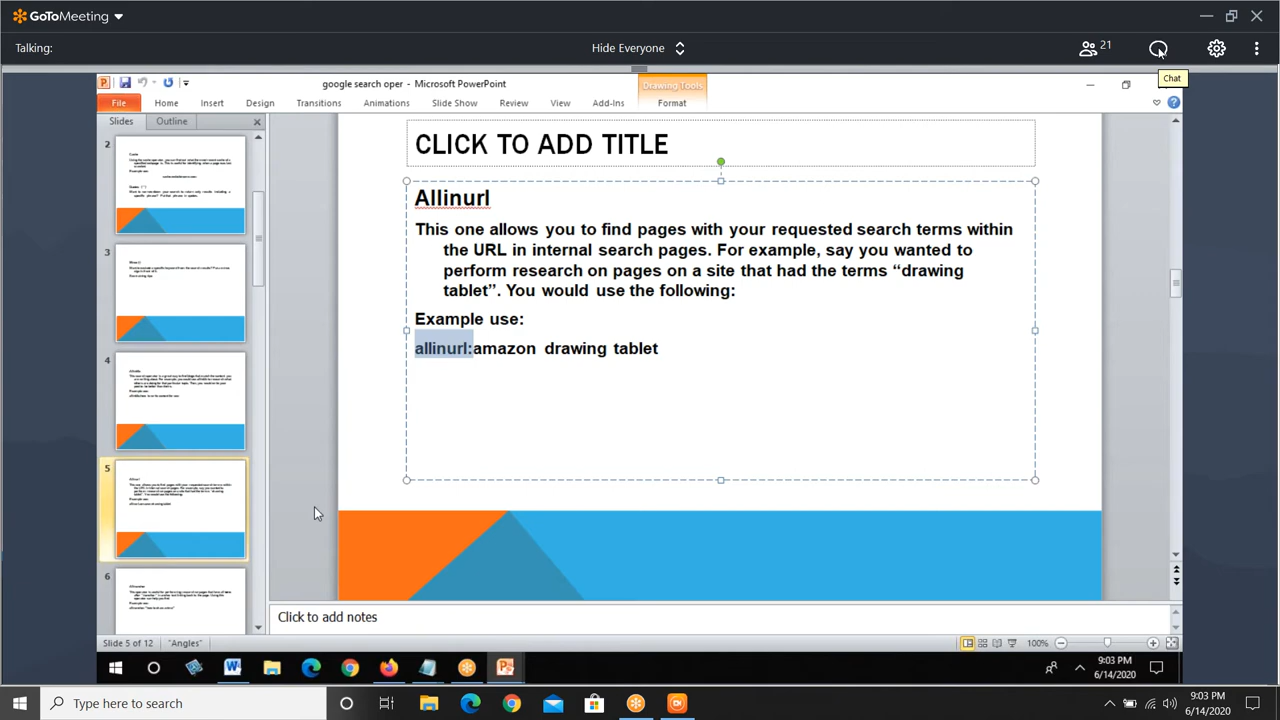 GoToMeeting
Talking:
Hide Everyone
21
Chat
google search oper - Microsoft PowerPoint
Drawing Tools
File Home Insert Design Transitions Animations Slide Show Review View Add-Ins Format
Slides Outline
2
3
4
5
6
CLICK TO ADD TITLE
Allinurl
This one allows you to find pages with your requested search terms within
the URL in internal search pages. For example, say you wanted to
perform research on pages on a site that had the terms “drawing
tablet”. You would use the following:
Example use:
allinurl:amazon drawing tablet
Click to add notes
Slide 5 of 12 "Angles" 100%
9:03 PM
6/14/2020
Type here to search
9:03 PM
6/14/2020